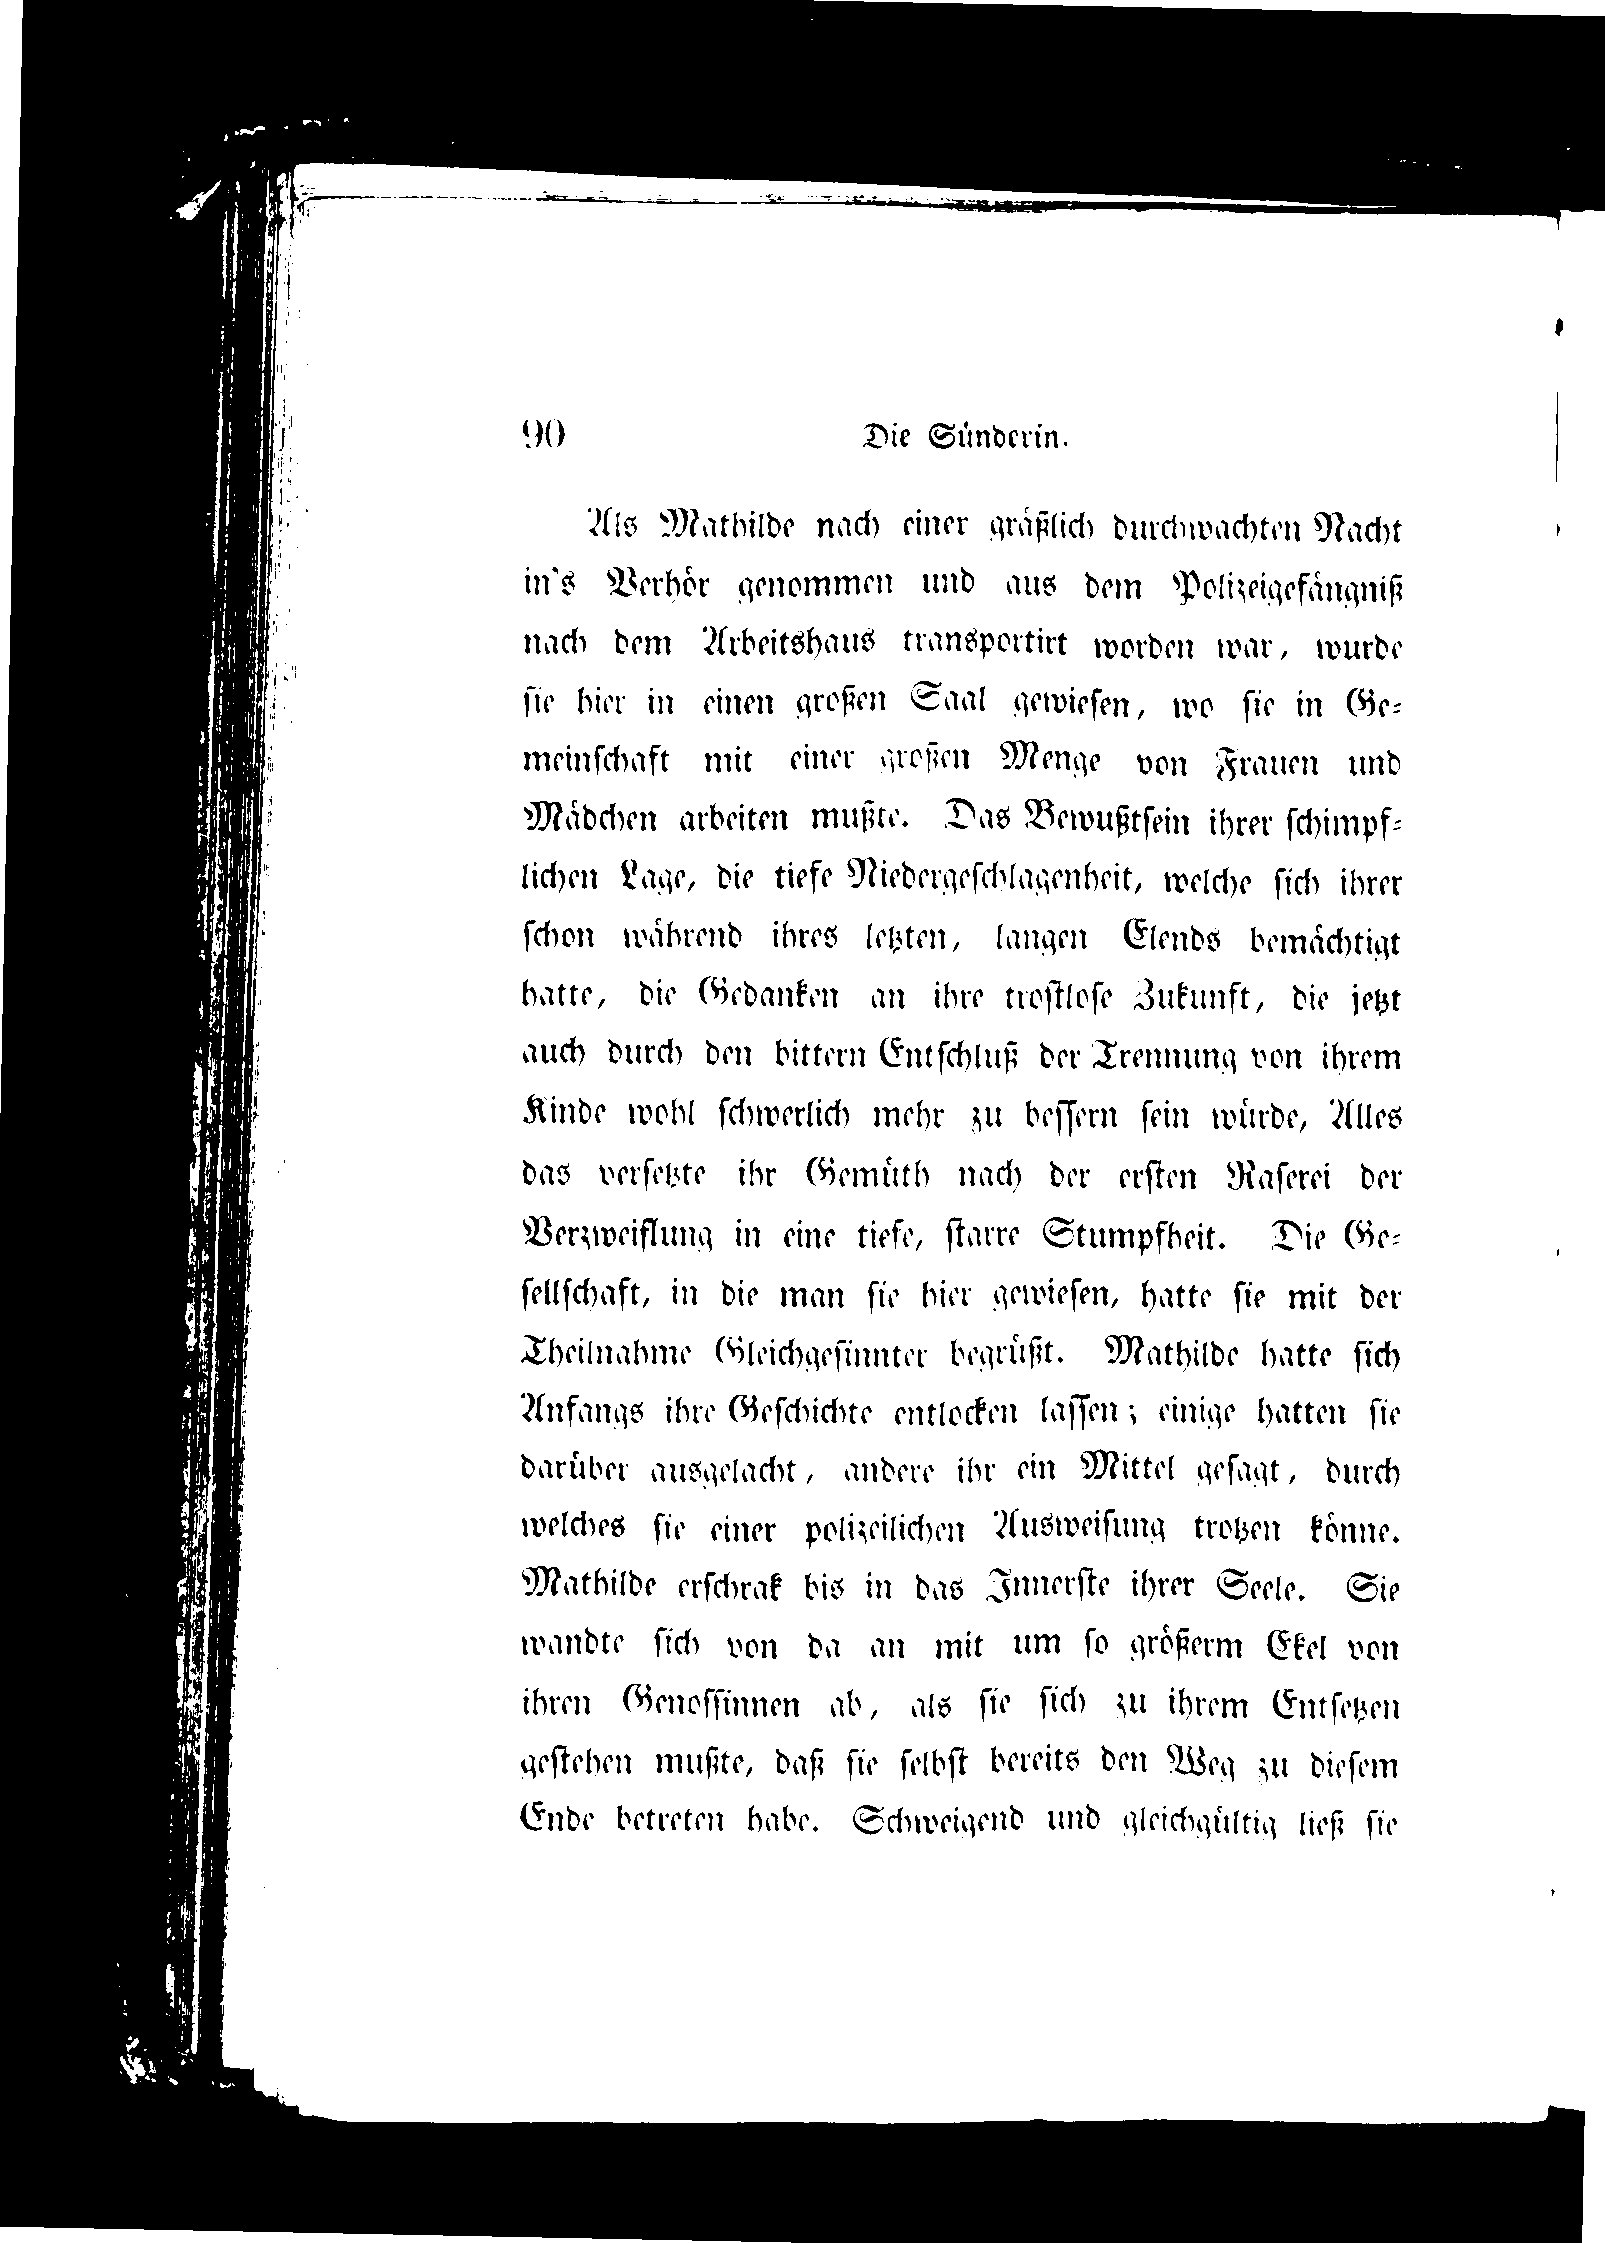 90 Die Sünderin.
Als Mathilde nach einer gräßlich durchwachten Nacht
in's Verhör genommen und aus dem Polizeigefängniß
nach dem Arbeitshaus transportirt worden war, wurde
sie hier in einen großen Saal gewiesen, wo sie in Ge-
meinschaft mit einer großen Menge von Frauen und
Mädchen arbeiten mußte. Das Bewußtsein ihrer schimpf-
lichen Lage, die tiefe Niedergeschlagenheit, welche sich ihrer
schon während ihres letzten, langen Elends bemächtigt
hatte, die Gedanken an ihre trostlose Zukunft, die jetzt
auch durch den bittern Entschluß der Trennung von ihrem
Kinde wohl schwerlich mehr zu bessern sein würde, Alles
das versetzte ihr Gemüth nach der ersten Raserei der
Verzweiflung in eine tiefe, starre Stumpfheit. Die Ge-
sellschaft, in die man sie hier gewiesen, hatte sie mit der
Theilnahme Gleichgesinnter begrüßt. Mathilde hatte sich
Anfangs ihre Geschichte entlocken lassen; einige hatten sie
darüber ausgelacht, andere ihr ein Mittel gesagt, durch
welches sie einer polizeilichen Ausweisung trotzen könne.
Mathilde erschrak bis in das Innerste ihrer Seele. Sie
wandte sich von da an mit um so größerm Ekel von
ihren Genossinnen ab, als sie sich zu ihrem Entsetzen
gestehen mußte, daß sie selbst bereits den Weg zu diesem
Ende betreten habe. Schweigend und gleichgültig ließ sie